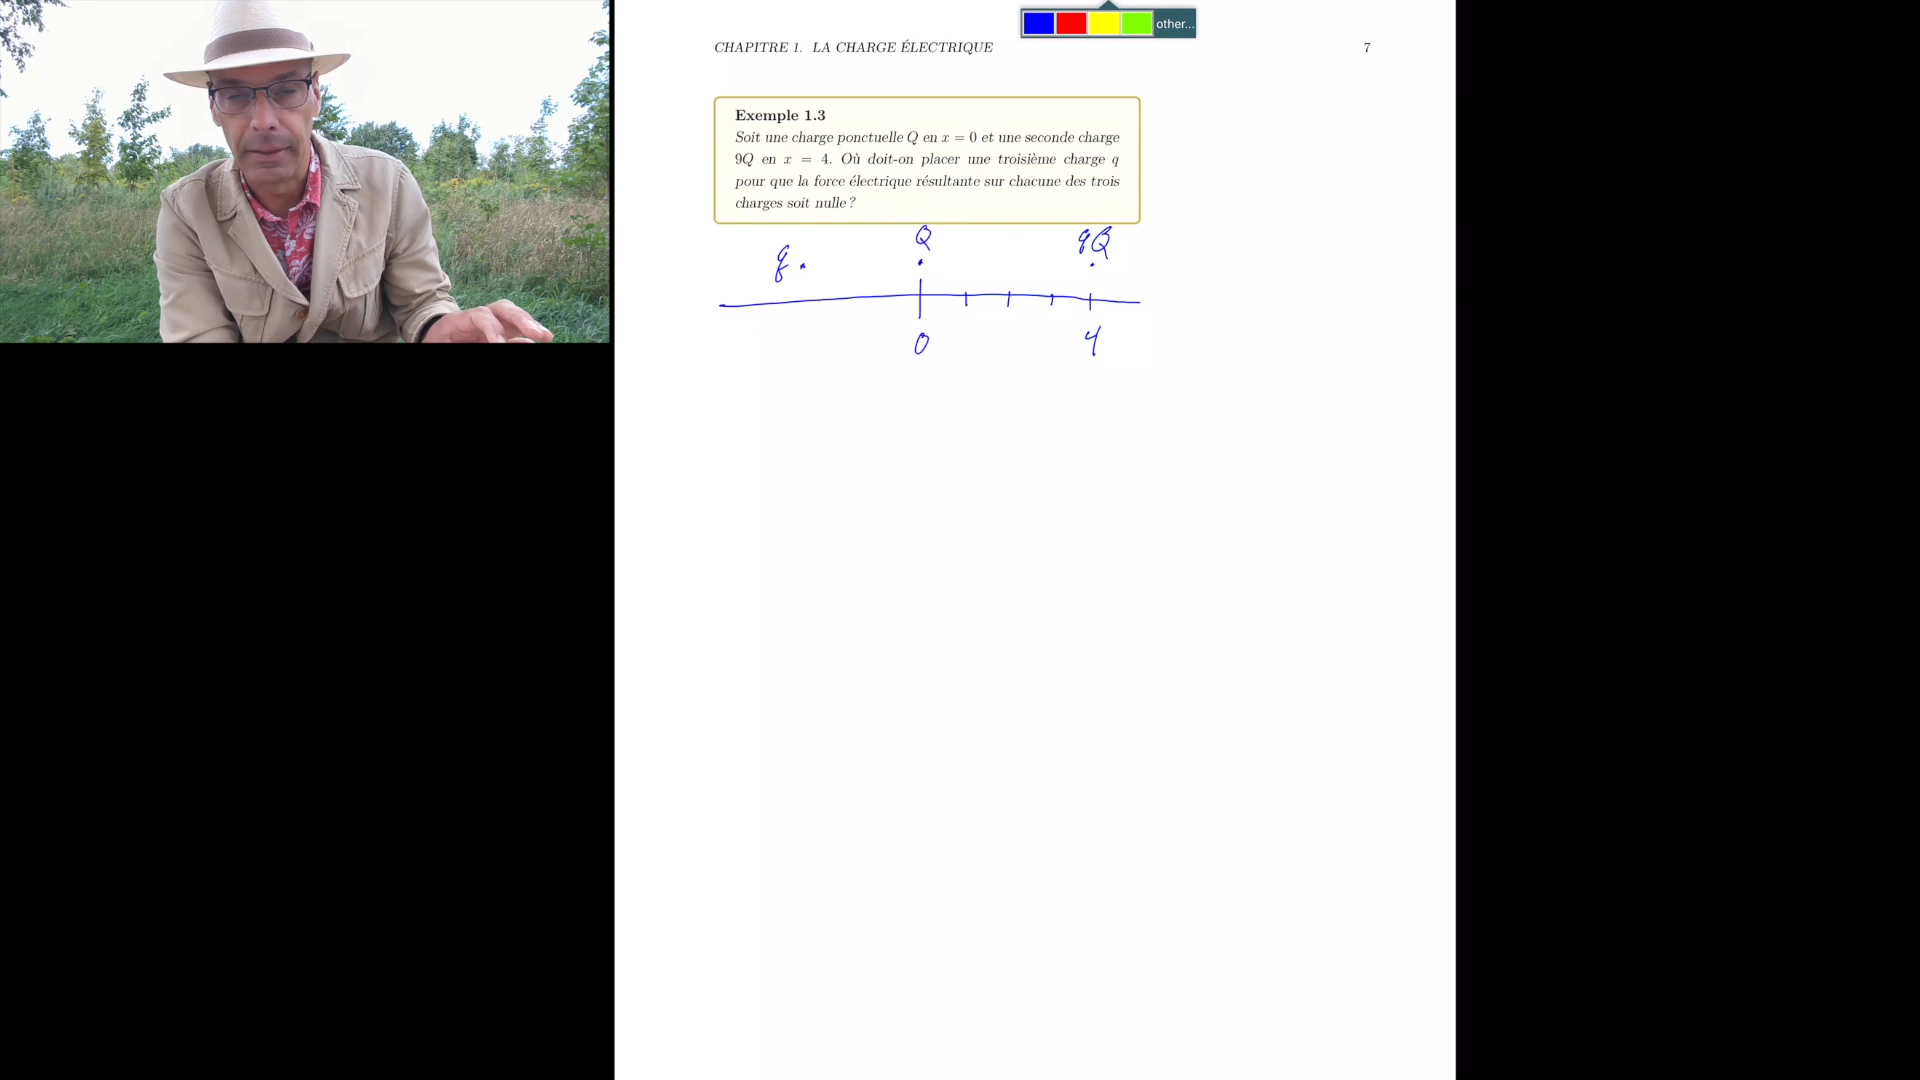 other...
CHAPITRE 1. LA CHARGE ÉLECTRIQUE 7
Exemple 1.3
Soit une charge ponctuelle Q en x = 0 et une seconde charge
9Q en x = 4. Où doit-on placer une troisième charge q
pour que la force électrique résultante sur chacune des trois
charges soit nulle ?
q Q 9Q
0 4